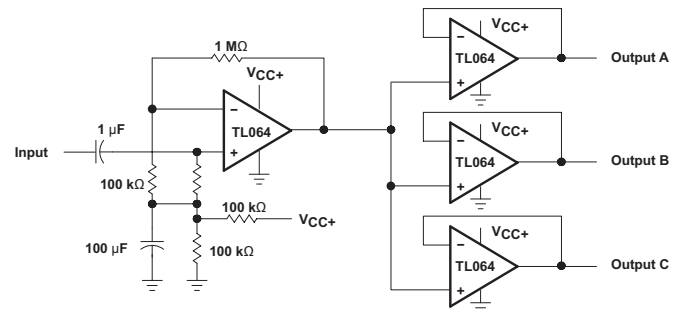 1 MΩ
VCC+
−
TL064
+
Input
1 µF
100 kΩ
100 kΩ
VCC+
100 µF
100 kΩ
VCC+
−
TL064
+
Output A
VCC+
−
TL064
+
Output B
VCC+
−
TL064
+
Output C